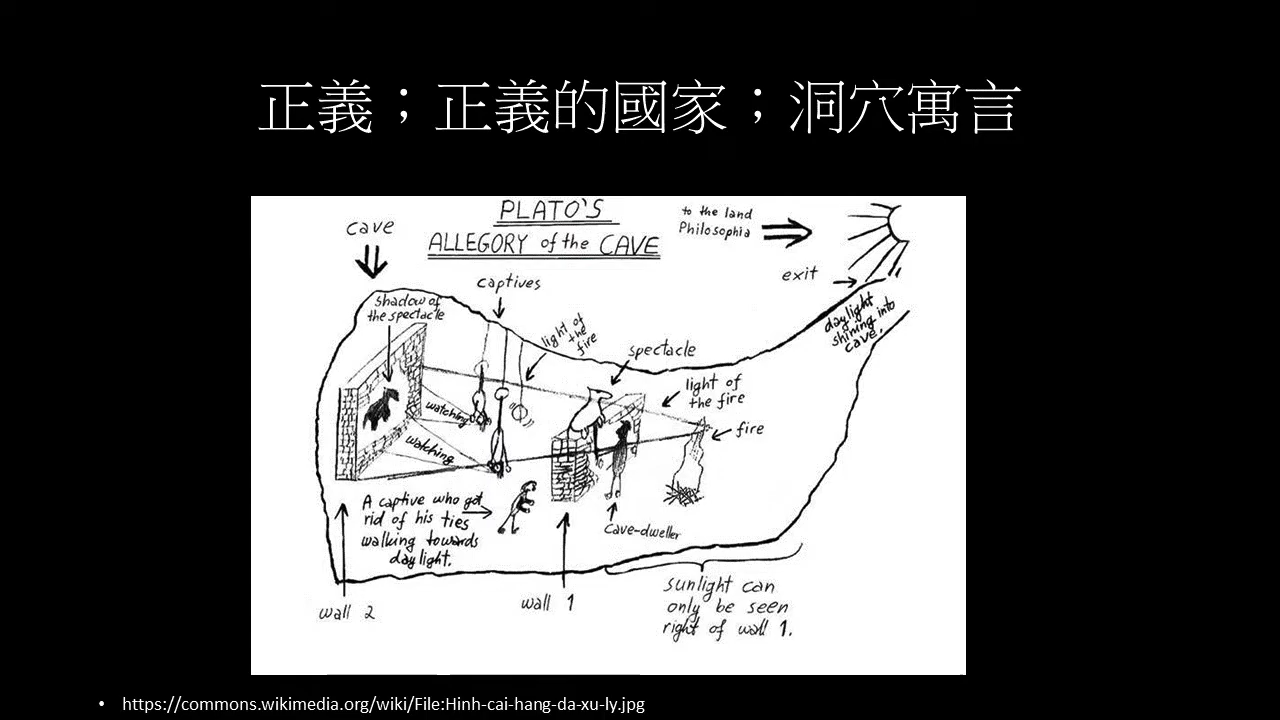 正義；正義的國家；洞穴寓言
PLATO'S
ALLEGORY of the CAVE
cave
to the land
Philosophia
exit
daylight
shining into
cave.
captives
shadow of
the spectacle
light of
the
fire
spectacle
light of
the fire
fire
watching
watching
A captive who got
rid of his ties
walking towards
daylight.
cave-dweller
wall 2
wall 1
sunlight can
only be seen
right of wall 1.
• https://commons.wikimedia.org/wiki/File:Hinh-cai-hang-da-xu-ly.jpg